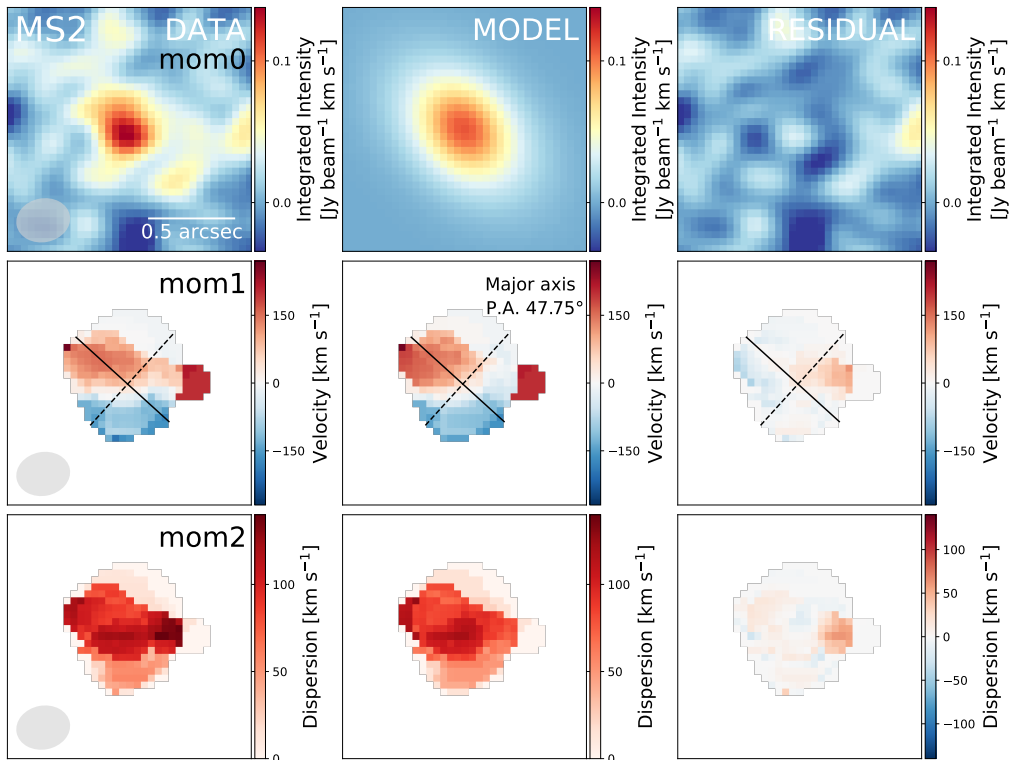 MS2 DATA
mom0
0.5 arcsec
0.1
0.0
Integrated Intensity
[Jy beam⁻¹ km s⁻¹]
MODEL
0.1
0.0
Integrated Intensity
[Jy beam⁻¹ km s⁻¹]
RESIDUAL
0.1
0.0
Integrated Intensity
[Jy beam⁻¹ km s⁻¹]
mom1
150
0
−150
Velocity [km s⁻¹]
Major axis
P.A. 47.75°
150
0
−150
Velocity [km s⁻¹]
150
0
−150
Velocity [km s⁻¹]
mom2
100
50
0
Dispersion [km s⁻¹]
100
50
0
Dispersion [km s⁻¹]
100
50
0
−50
−100
Dispersion [km s⁻¹]